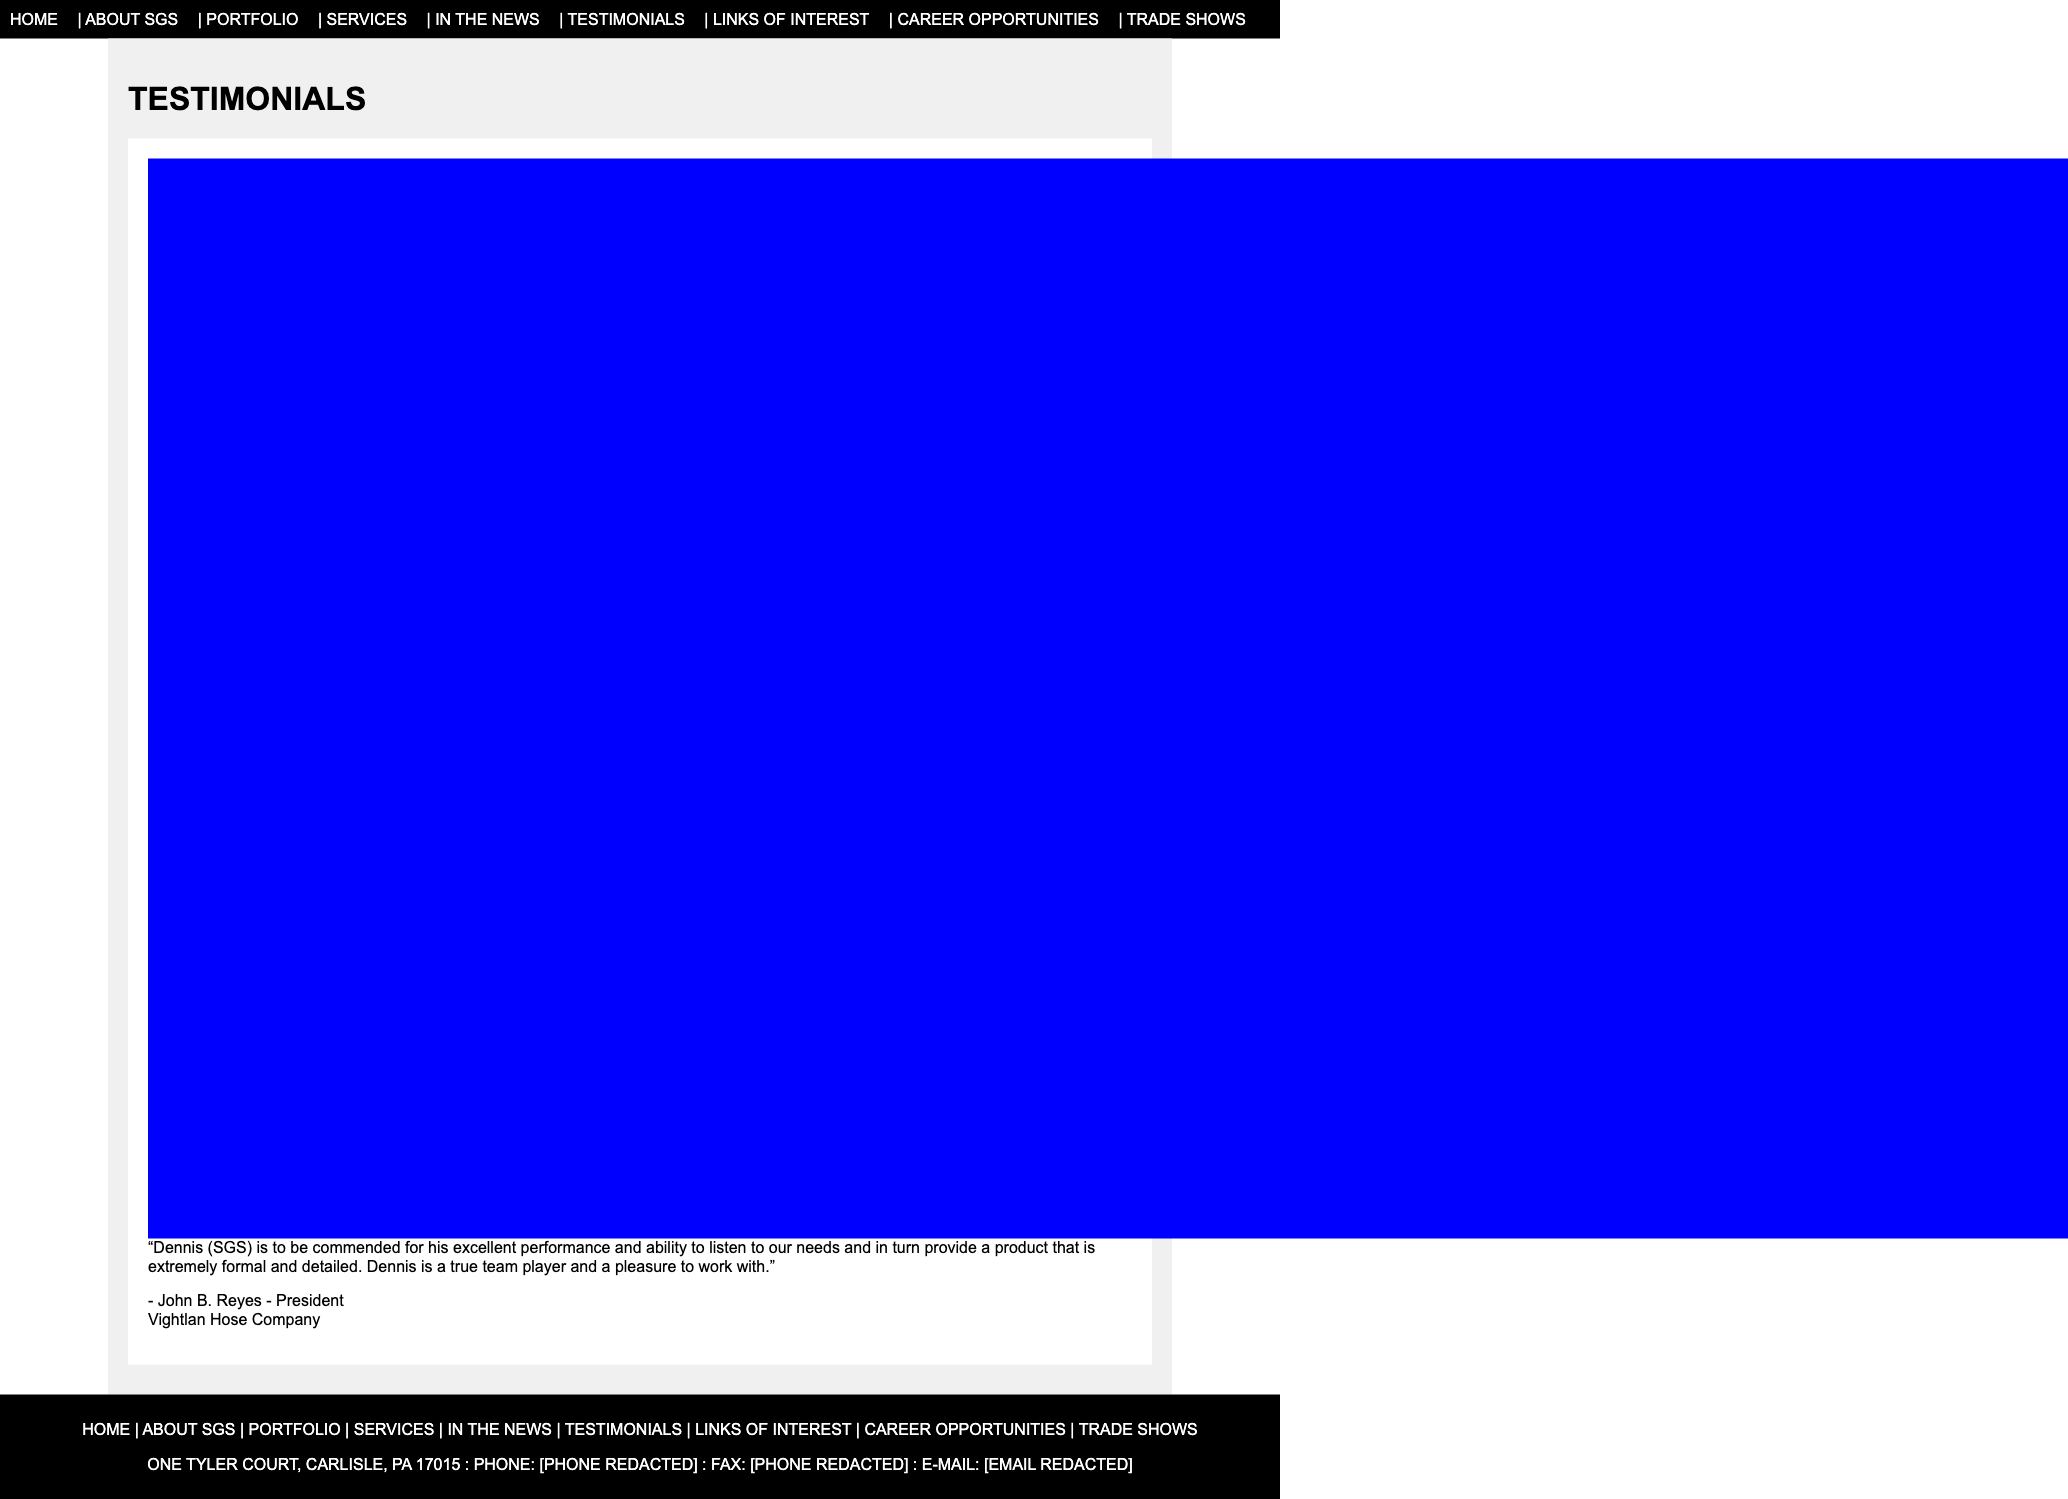 HOME | ABOUT SGS | PORTFOLIO | SERVICES | IN THE NEWS | TESTIMONIALS | LINKS OF INTEREST | CAREER OPPORTUNITIES | TRADE SHOWS
TESTIMONIALS
“Dennis (SGS) is to be commended for his excellent performance and ability to listen to our needs and in turn provide a product that is
extremely formal and detailed. Dennis is a true team player and a pleasure to work with.”
- John B. Reyes - President
Vightlan Hose Company
HOME | ABOUT SGS | PORTFOLIO | SERVICES | IN THE NEWS | TESTIMONIALS | LINKS OF INTEREST | CAREER OPPORTUNITIES | TRADE SHOWS
ONE TYLER COURT, CARLISLE, PA 17015 : PHONE: [PHONE REDACTED] : FAX: [PHONE REDACTED] : E-MAIL: [EMAIL REDACTED]